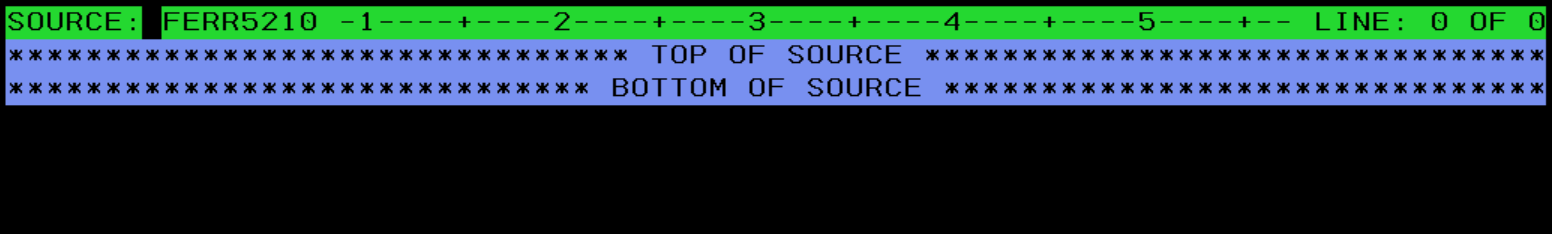 SOURCE: FERR5210 -1----+----2----+----3----+----4----+----5----+-- LINE: 0 OF 0
******************************** TOP OF SOURCE ********************************
****************************** BOTTOM OF SOURCE *******************************